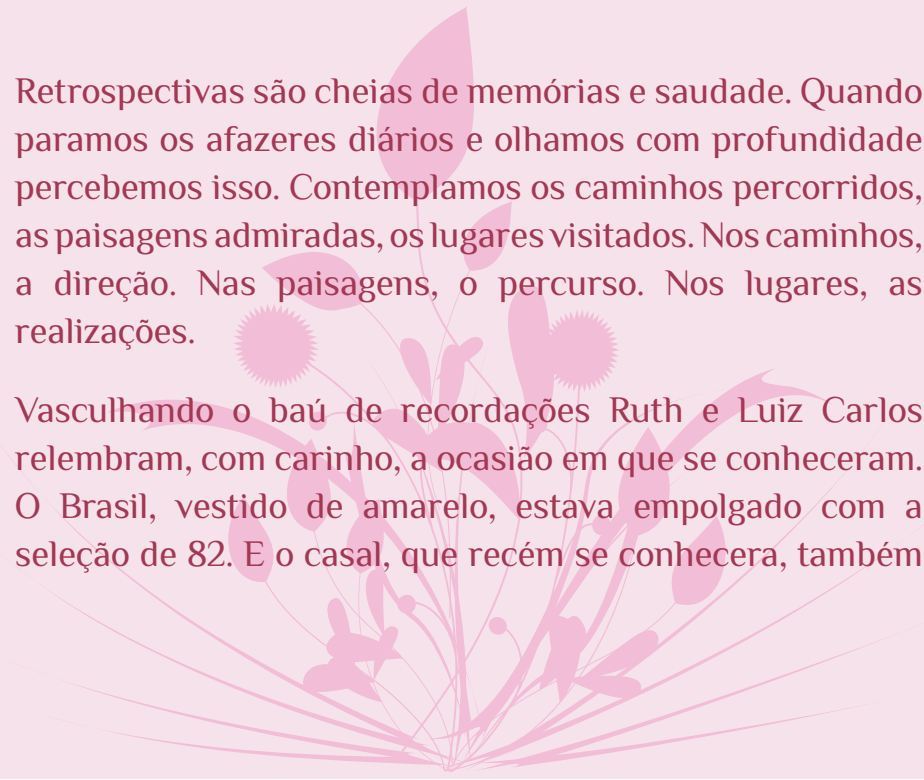 Retrospectivas são cheias de memórias e saudade. Quando
paramos os afazeres diários e olhamos com profundidade
percebemos isso. Contemplamos os caminhos percorridos,
as paisagens admiradas, os lugares visitados. Nos caminhos,
a direção. Nas paisagens, o percurso. Nos lugares, as
realizações.
Vasculhando o baú de recordações Ruth e Luiz Carlos
relembram, com carinho, a ocasião em que se conheceram.
O Brasil, vestido de amarelo, estava empolgado com a
seleção de 82. E o casal, que recém se conhecera, também